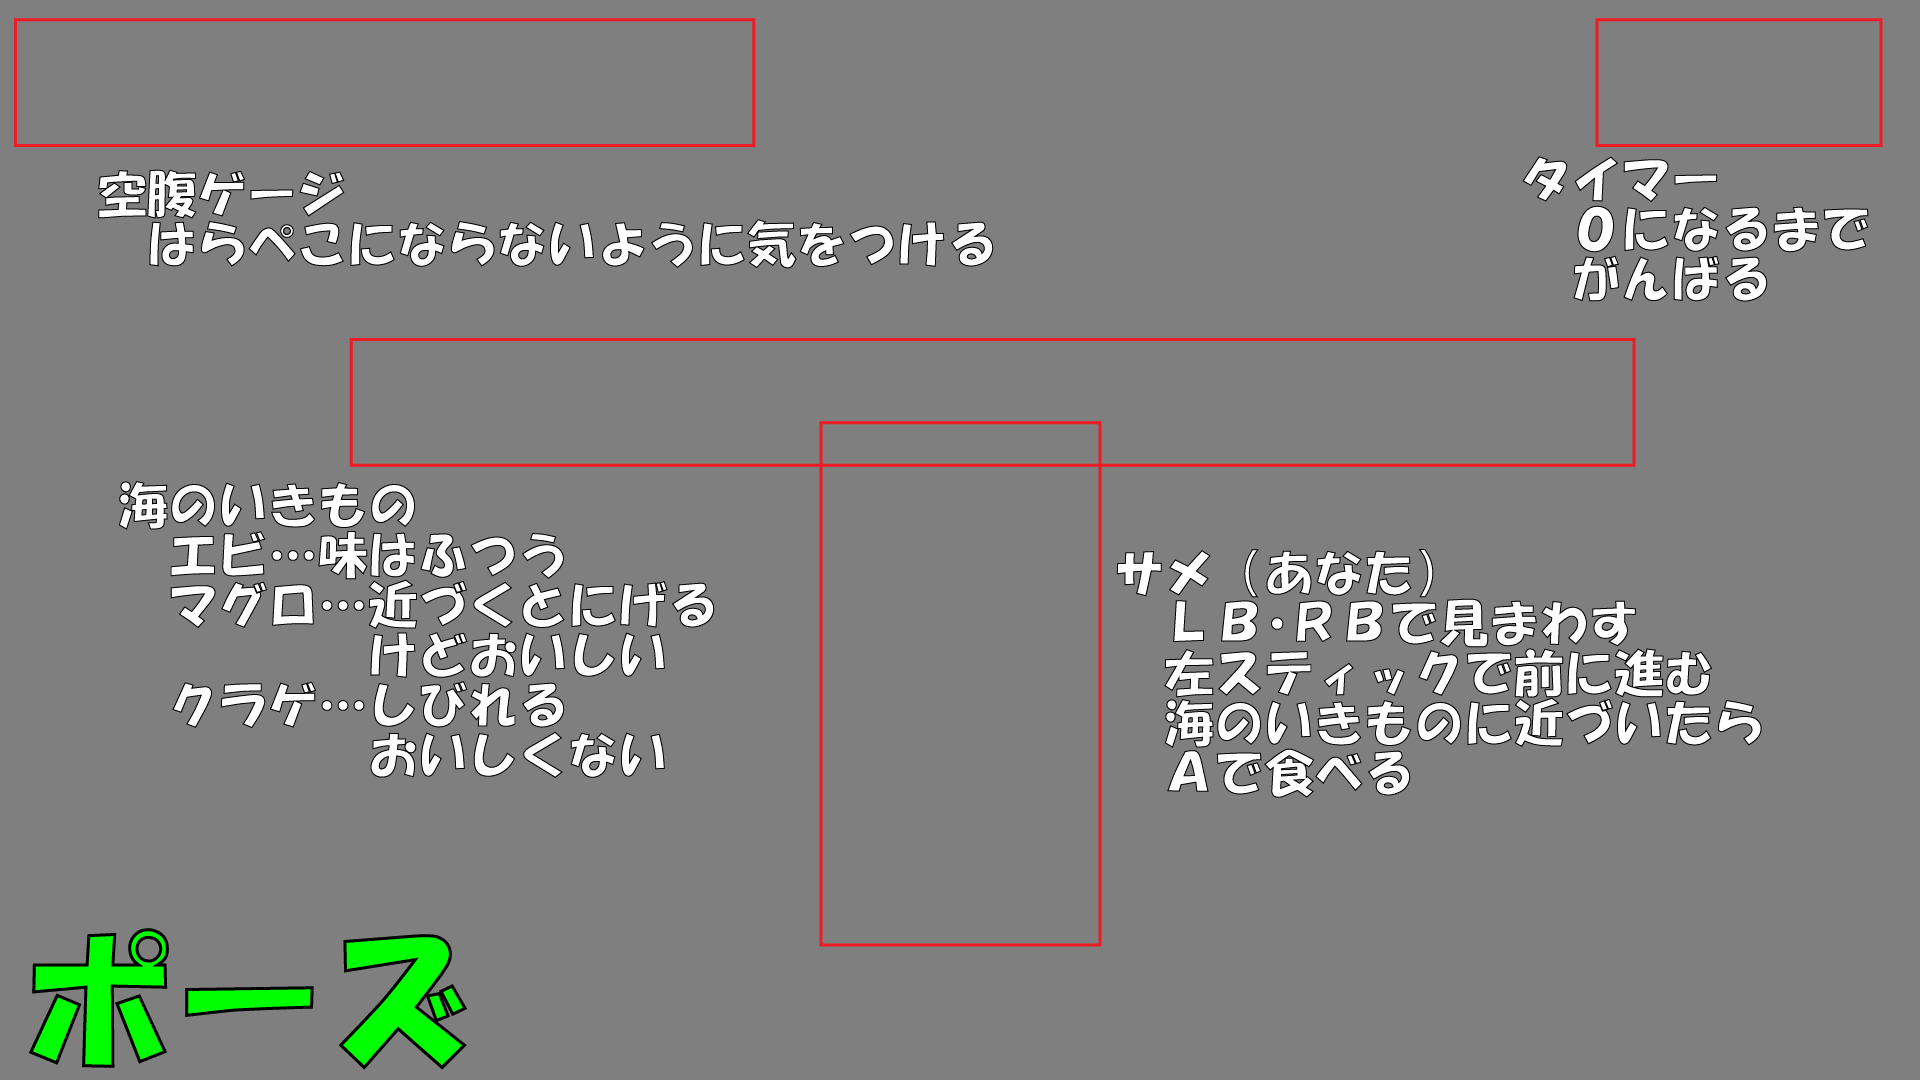 空腹ゲージ
はらぺこにならないように気をつける
タイマー
０になるまで
がんばる
海のいきもの
エビ…味はふつう
マグロ…近づくとにげる
けどおいしい
クラゲ…しびれる
おいしくない
サメ（あなた）
ＬＢ・ＲＢで見まわす
左スティックで前に進む
海のいきものに近づいたら
Ａで食べる
ポーズ